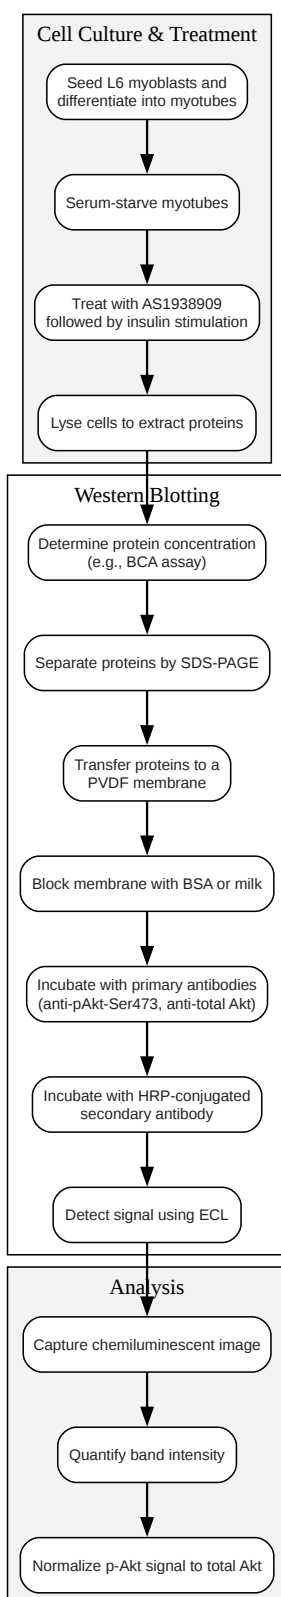 Cell Culture & Treatment
Seed L6 myoblasts and
differentiate into myotubes
Serum-starve myotubes
Treat with AS1938909
followed by insulin stimulation
Lyse cells to extract proteins
Western Blotting
Determine protein concentration
(e.g., BCA assay)
Separate proteins by SDS-PAGE
Transfer proteins to a
PVDF membrane
Block membrane with BSA or milk
Incubate with primary antibodies
(anti-pAkt-Ser473, anti-total Akt)
Incubate with HRP-conjugated
secondary antibody
Detect signal using ECL
Analysis
Capture chemiluminescent image
Quantify band intensity
Normalize p-Akt signal to total Akt